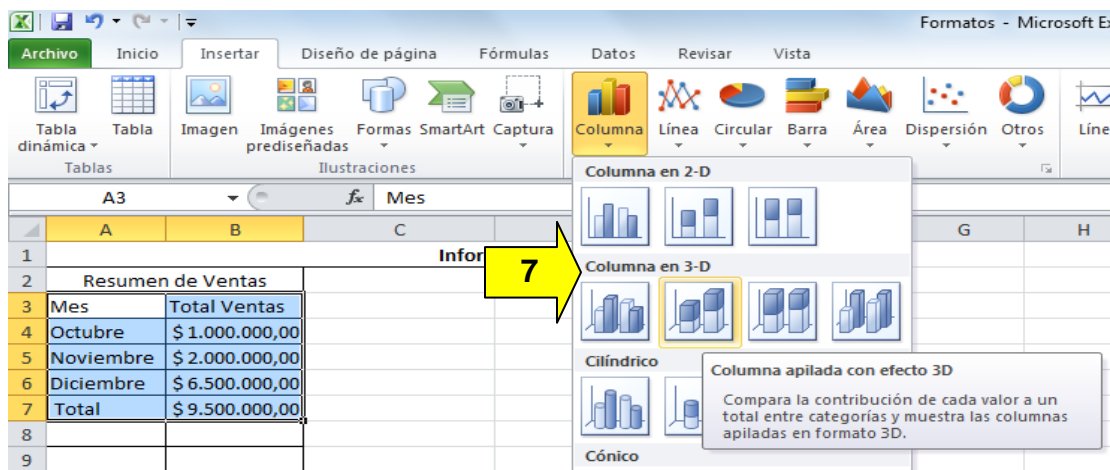 Formatos - Microsoft Ex
Archivo Inicio Insertar Diseño de página Fórmulas Datos Revisar Vista
Tabla dinámica Tabla Imagen Imágenes prediseñadas Formas SmartArt Captura Columna Línea Circular Barra Área Dispersión Otros Líne
Tablas Ilustraciones
A3 fx Mes
A B C G H
1 Infor
2 Resumen de Ventas
3 Mes Total Ventas
4 Octubre $ 1.000.000,00
5 Noviembre $ 2.000.000,00
6 Diciembre $ 6.500.000,00
7 Total $ 9.500.000,00
8
9
7
Columna en 2-D
Columna en 3-D
Cilíndrico
Cónico
Columna apilada con efecto 3D
Compara la contribución de cada valor a un
total entre categorías y muestra las columnas
apiladas en formato 3D.